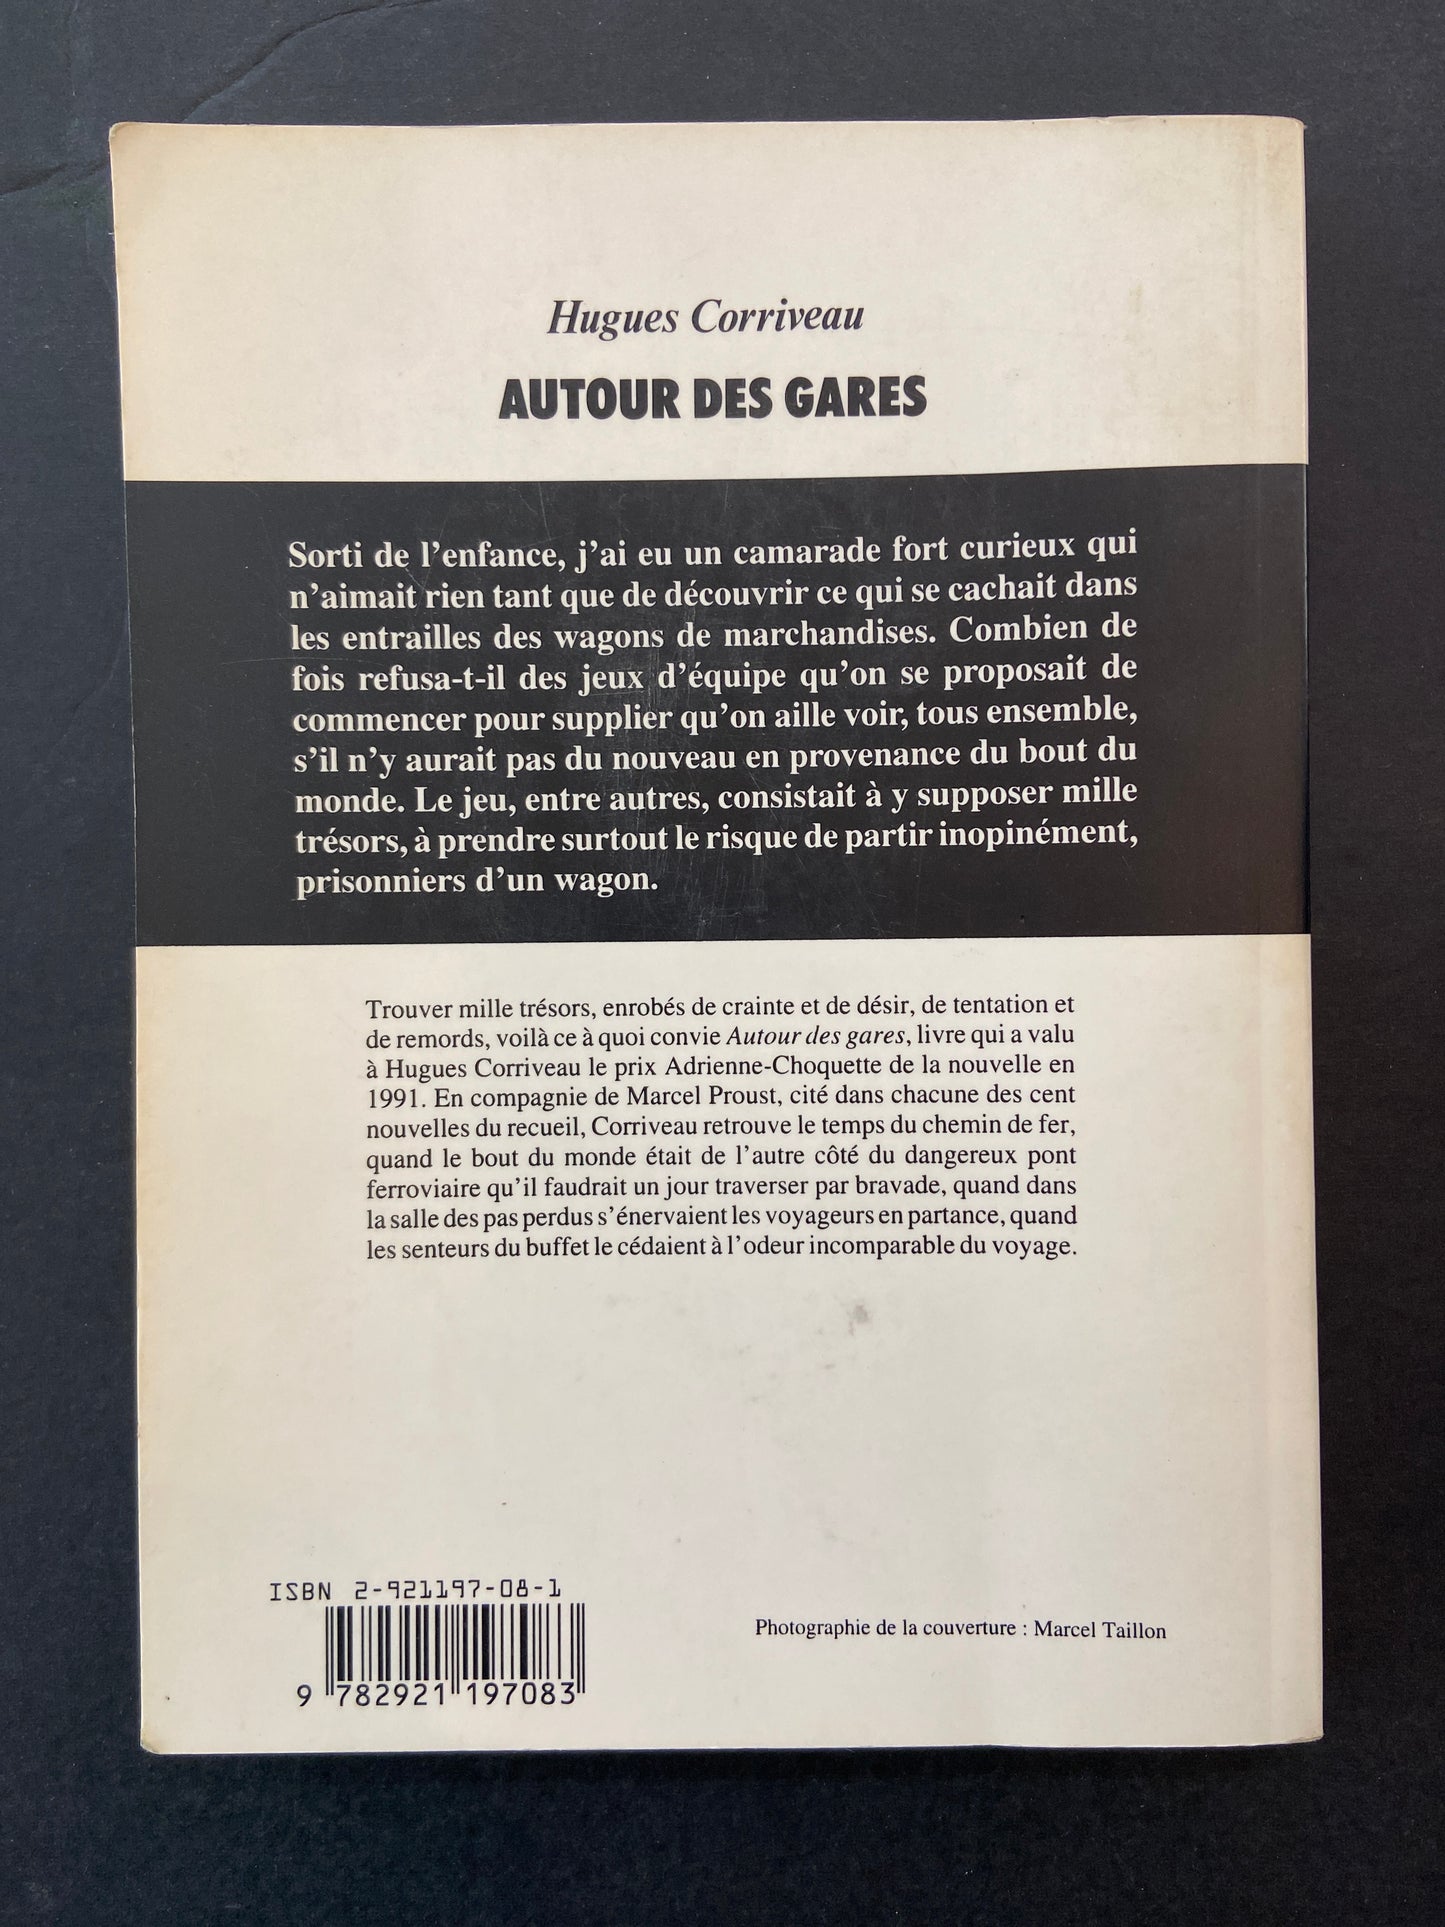 Hugues Corriveau
AUTOUR DES GARES
Sorti de l'enfance, j'ai eu un camarade fort curieux qui
n'aimait rien tant que de découvrir ce qui se cachait dans
les entrailles des wagons de marchandises. Combien de
fois refusa-t-il des jeux d'équipe qu'on se proposait de
commencer pour supplier qu'on aille voir, tous ensemble,
s'il n'y aurait pas du nouveau en provenance du bout du
monde. Le jeu, entre autres, consistait à y supposer mille
trésors, à prendre surtout le risque de partir inopinément,
prisonniers d'un wagon.
Trouver mille trésors, enrobés de crainte et de désir, de tentation et
de remords, voilà ce à quoi convie Autour des gares, livre qui a valu
à Hugues Corriveau le prix Adrienne-Choquette de la nouvelle en
1991. En compagnie de Marcel Proust, cité dans chacune des cent
nouvelles du recueil, Corriveau retrouve le temps du chemin de fer,
quand le bout du monde était de l'autre côté du dangereux pont
ferroviaire qu'il faudrait un jour traverser par bravade, quand dans
la salle des pas perdus s'énervaient les voyageurs en partance, quand
les senteurs du buffet le cédaient à l'odeur incomparable du voyage.
ISBN 2-921197-08-1
9 782921 197083
Photographie de la couverture : Marcel Taillon